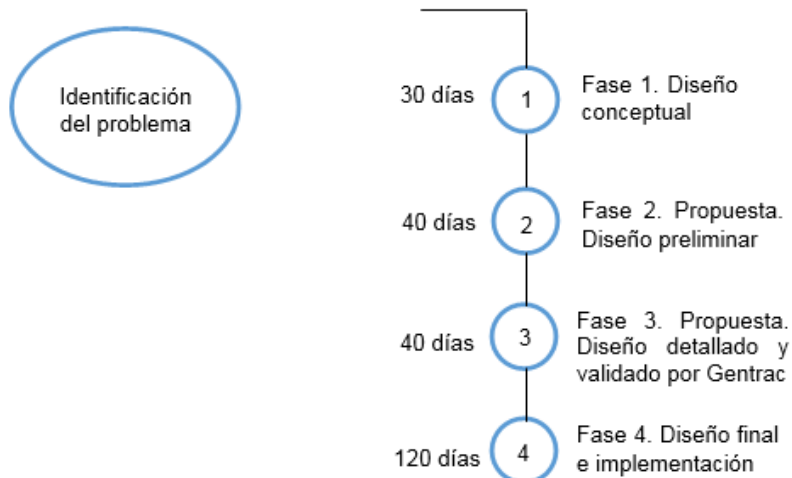 Identificación
del problema
30 días
1
Fase 1. Diseño
conceptual
40 días
2
Fase 2. Propuesta.
Diseño preliminar
40 días
3
Fase 3. Propuesta.
Diseño detallado y
validado por Gentrac
120 días
4
Fase 4. Diseño final
e implementación